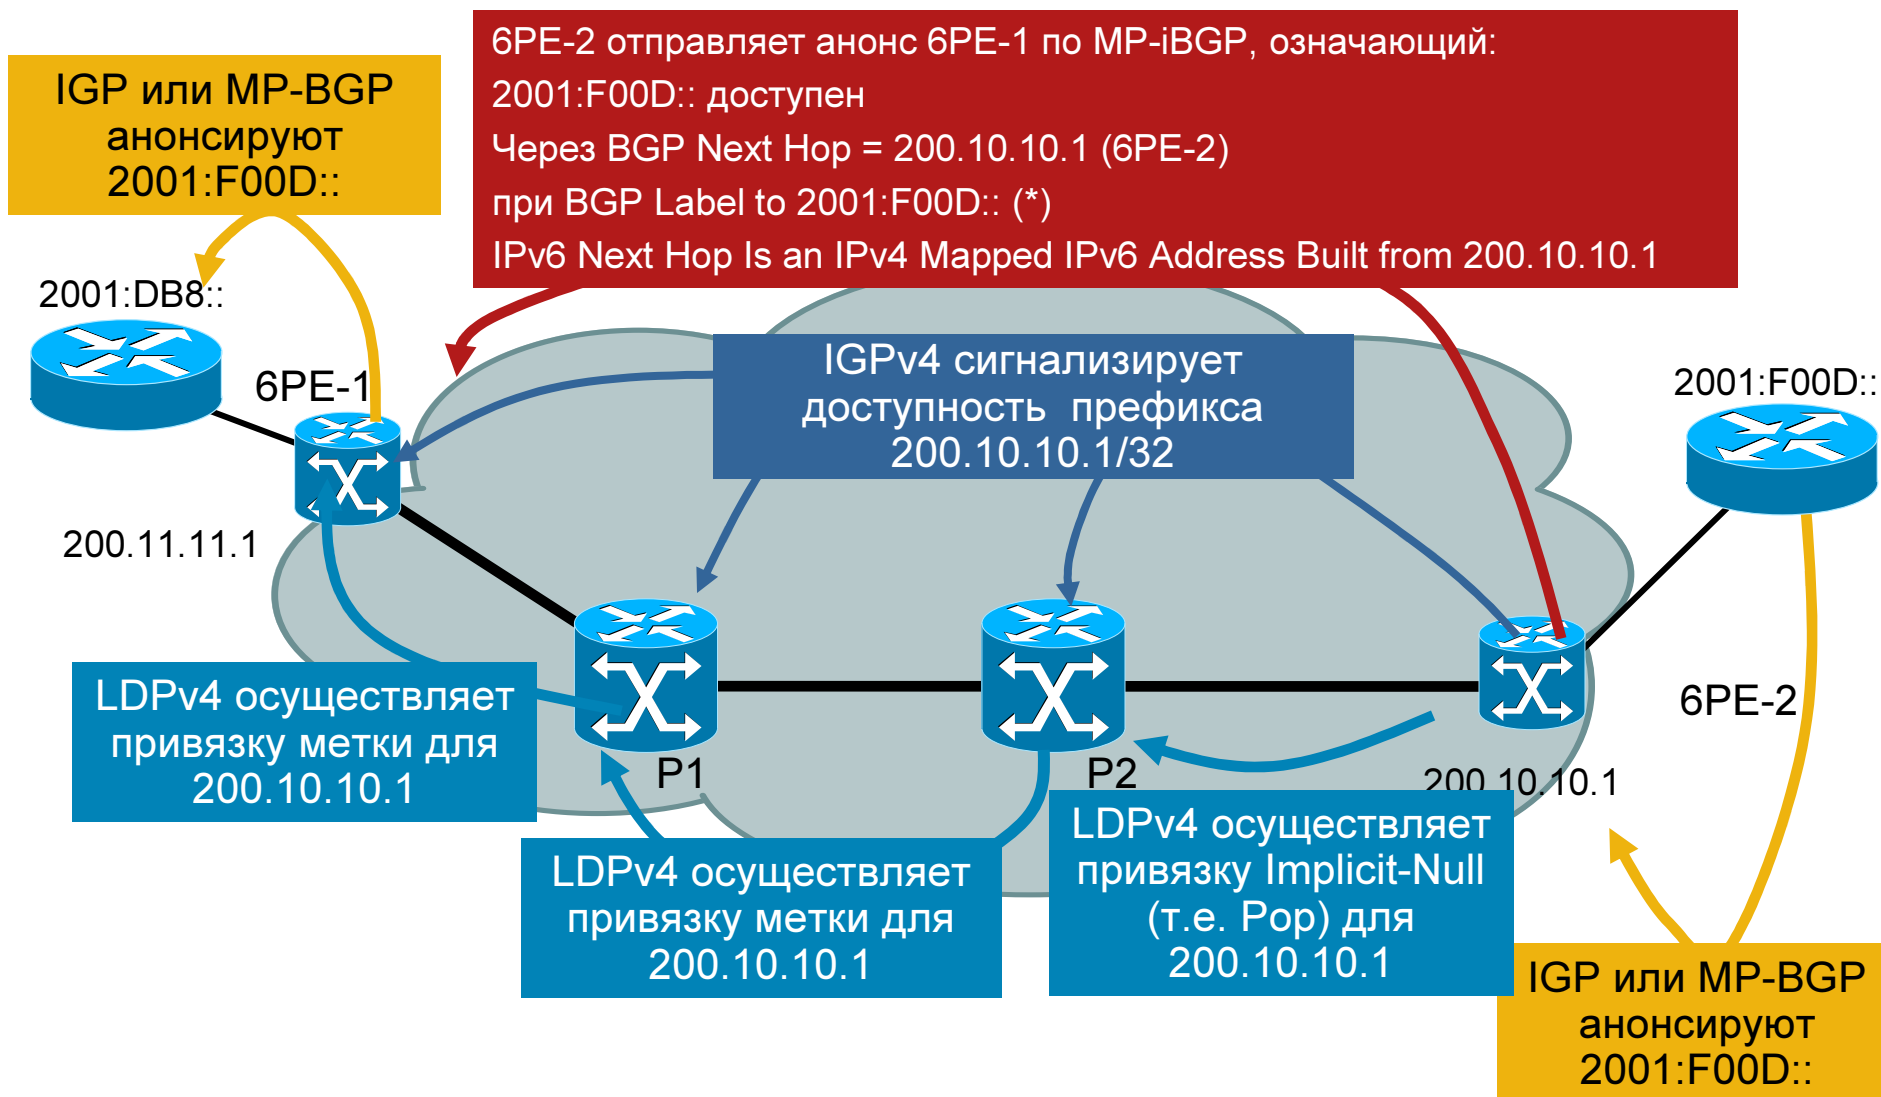 6PE-2 отправляет анонс 6PE-1 по MP-iBGP, означающий:
2001:F00D:: доступен
Через BGP Next Hop = 200.10.10.1 (6PE-2)
при BGP Label to 2001:F00D:: (*)
IPv6 Next Hop Is an IPv4 Mapped IPv6 Address Built from 200.10.10.1
IGP или MP-BGP
анонсируют
2001:F00D::
2001:DB8::
6PE-1
200.11.11.1
IGPv4 сигнализирует
доступность префикса
200.10.10.1/32
2001:F00D::
6PE-2
200.10.10.1
P1
P2
LDPv4 осуществляет
привязку метки для
200.10.10.1
LDPv4 осуществляет
привязку метки для
200.10.10.1
LDPv4 осуществляет
привязку Implicit-Null
(т.е. Pop) для
200.10.10.1
IGP или MP-BGP
анонсируют
2001:F00D::